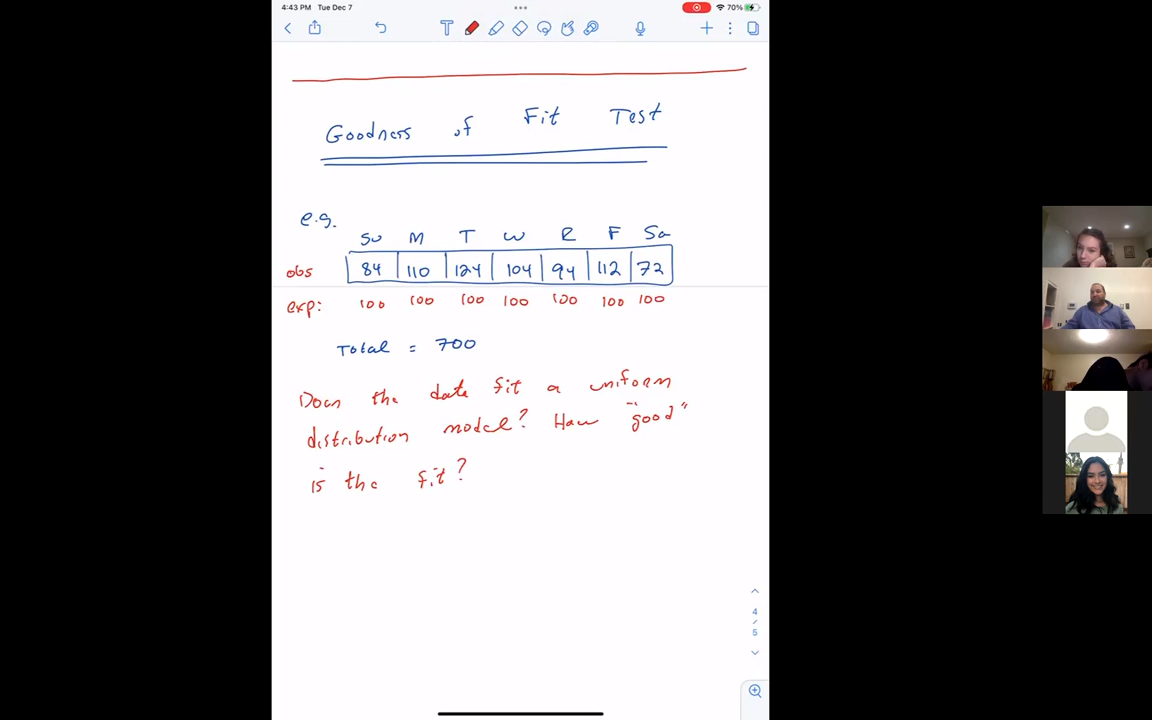 4:43 PM Tue Dec 7
70%
T
Goodness of Fit Test
e.g.
Su M T W R F Sa
obs 84 110 124 104 94 112 72
exp: 100 100 100 100 100 100 100
Total = 700
Does the data fit a uniform
distribution model? How "good"
is the fit?
4
/
5